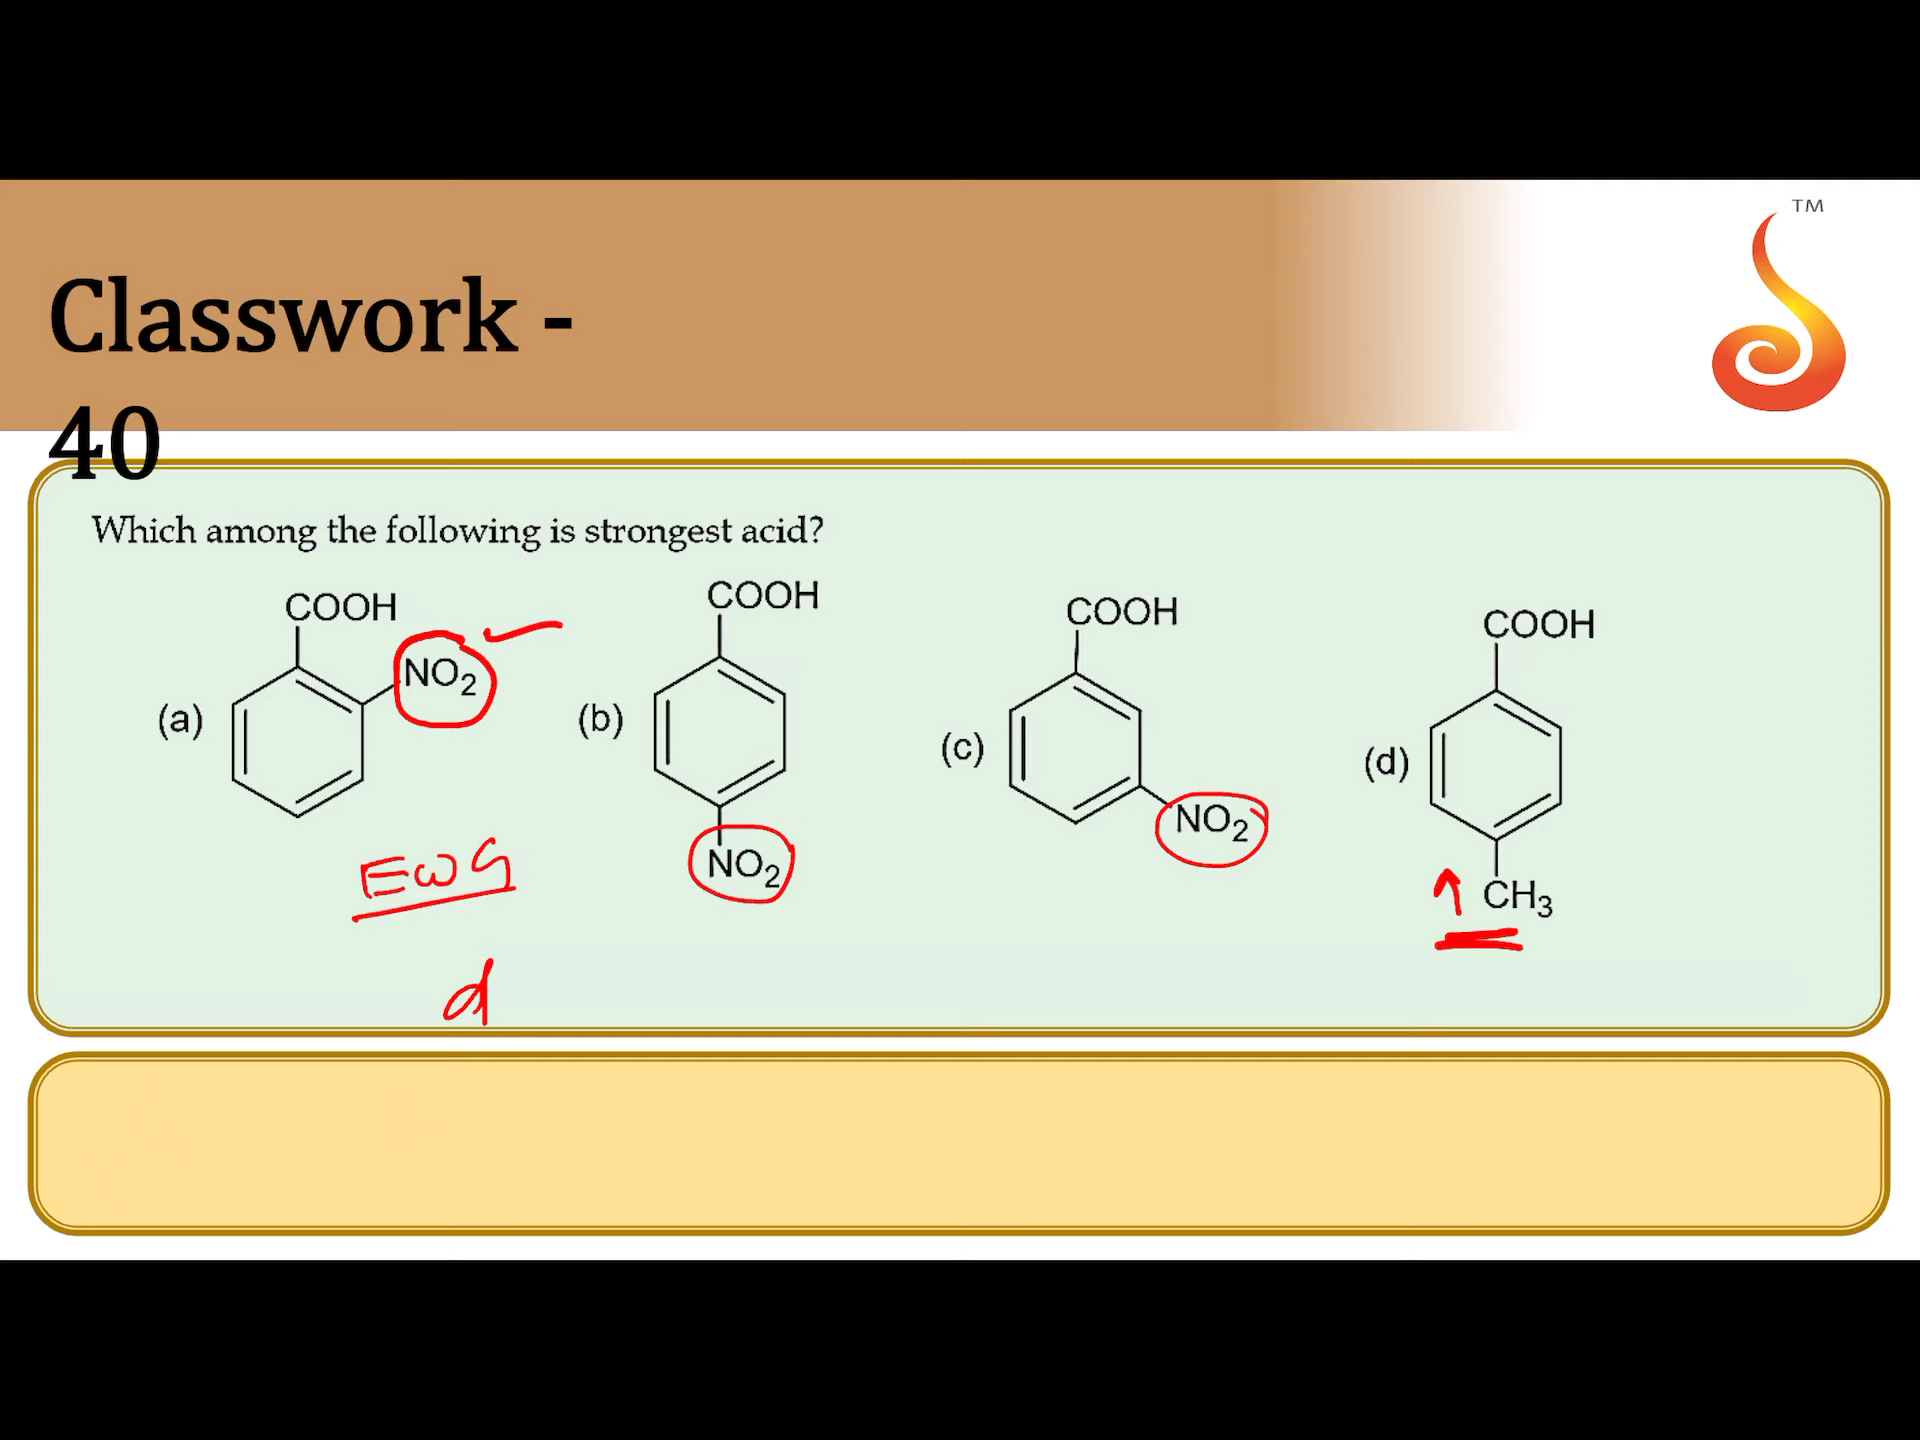 TM
Classwork -
40
Which among the following is strongest acid?
(a) COOH NO2
(b) COOH NO2
(c) COOH NO2
(d) COOH CH3
EWG
d